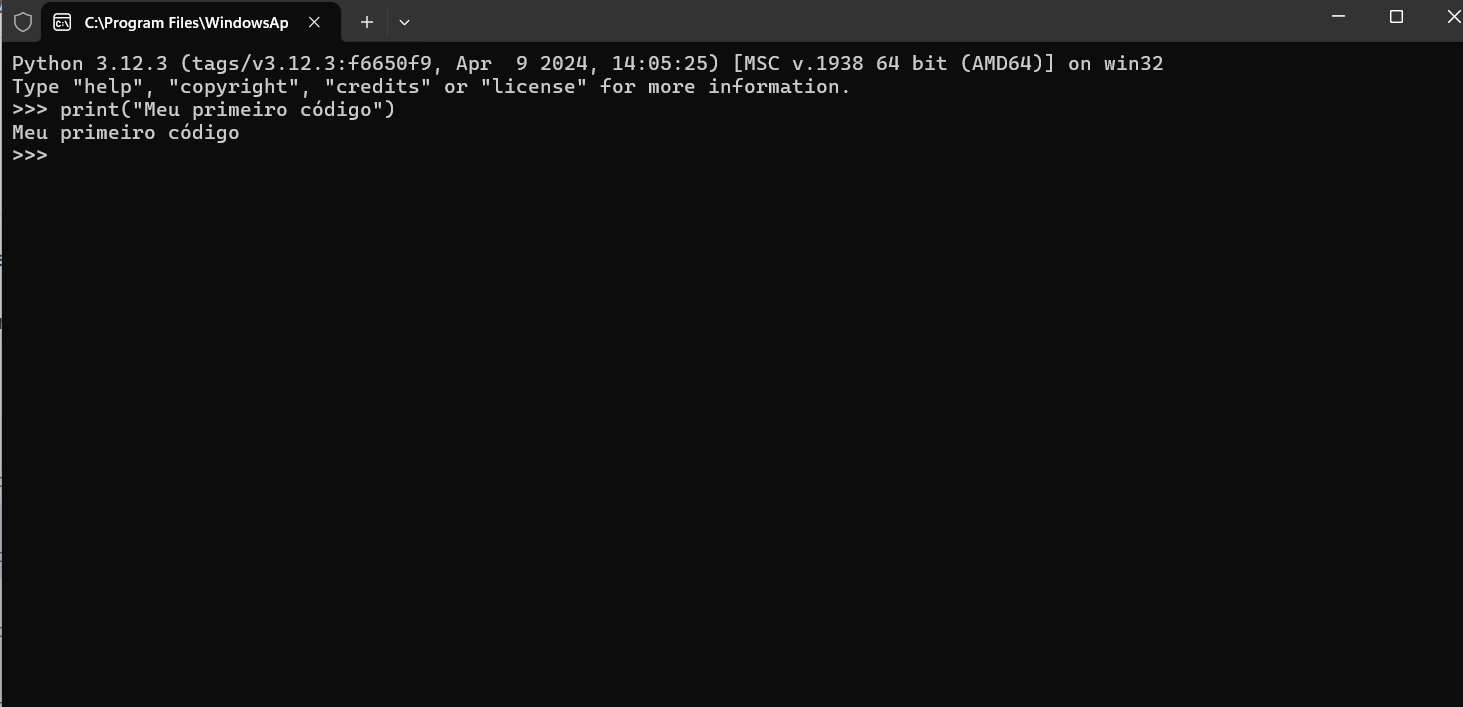 C:\Program Files\WindowsAp
Python 3.12.3 (tags/v3.12.3:f6650f9, Apr  9 2024, 14:05:25) [MSC v.1938 64 bit (AMD64)] on win32
Type "help", "copyright", "credits" or "license" for more information.
>>> print("Meu primeiro código")
Meu primeiro código
>>>